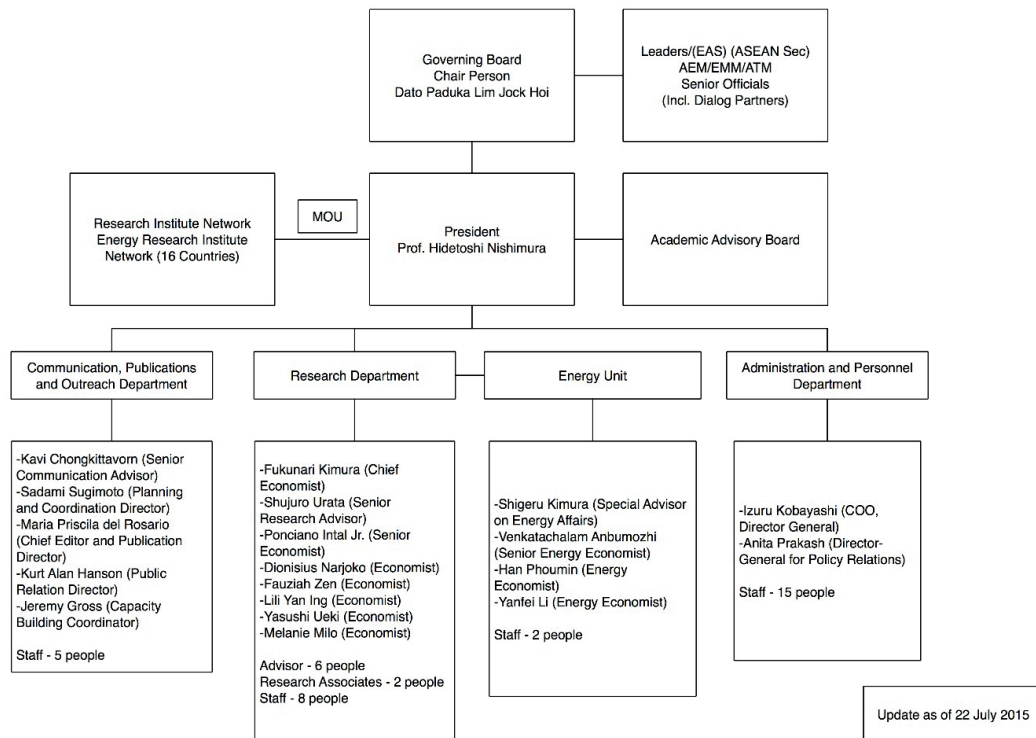 Governing Board
Chair Person
Dato Paduka Lim Jock Hoi
Leaders/(EAS) (ASEAN Sec)
AEM/EMM/ATM
Senior Officials
(Incl. Dialog Partners)
Research Institute Network
Energy Research Institute
Network (16 Countries)
MOU
President
Prof. Hidetoshi Nishimura
Academic Advisory Board
Communication, Publications
and Outreach Department
Research Department
Energy Unit
Administration and Personnel
Department
-Kavi Chongkittavorn (Senior
Communication Advisor)
-Sadami Sugimoto (Planning
and Coordination Director)
-Maria Priscila del Rosario
(Chief Editor and Publication
Director)
-Kurt Alan Hanson (Public
Relation Director)
-Jeremy Gross (Capacity
Building Coordinator)
Staff - 5 people
-Fukunari Kimura (Chief
Economist)
-Shujuro Urata (Senior
Research Advisor)
-Ponciano Intal Jr. (Senior
Economist)
-Dionisius Narjoko (Economist)
-Fauziah Zen (Economist)
-Lili Yan Ing (Economist)
-Yasushi Ueki (Economist)
-Melanie Milo (Economist)
Advisor - 6 people
Research Associates - 2 people
Staff - 8 people
-Shigeru Kimura (Special Advisor
on Energy Affairs)
-Venkatachalam Anbumozhi
(Senior Energy Economist)
-Han Phoumin (Energy
Economist)
-Yanfei Li (Energy Economist)
Staff - 2 people
-Izuru Kobayashi (COO,
Director General)
-Anita Prakash (Director-
General for Policy Relations)
Staff - 15 people
Update as of 22 July 2015